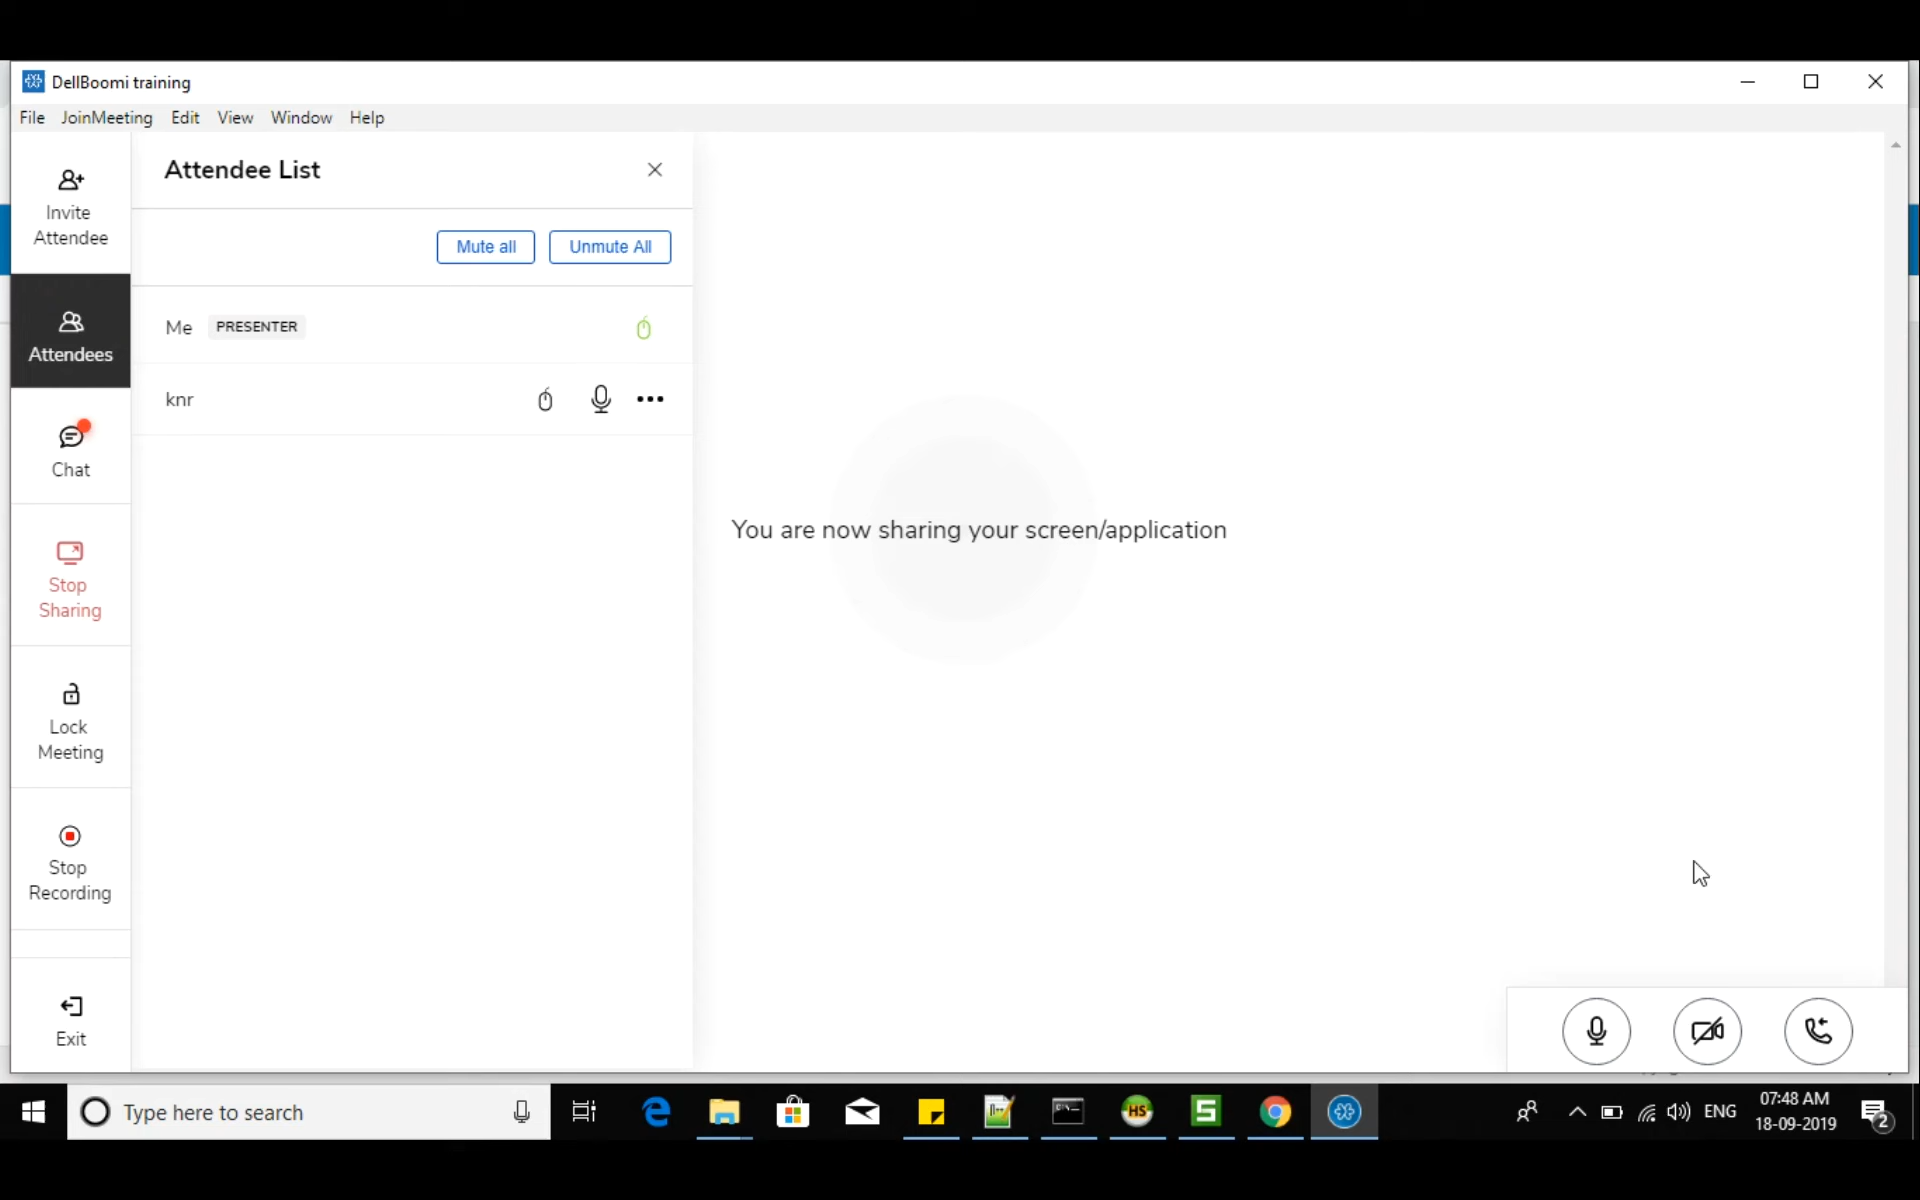 DellBoomi training
File JoinMeeting Edit View Window Help
Invite
Attendee
Attendees
Chat
Stop
Sharing
Lock
Meeting
Stop
Recording
Exit
Attendee List
Mute all Unmute All
Me PRESENTER
knr
You are now sharing your screen/application
Type here to search
HS
S
ENG
07:48 AM
18-09-2019
2